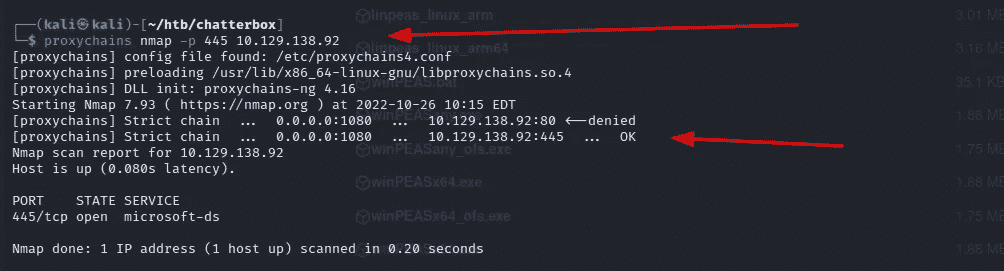 ┌──(kali㉿kali)-[~/htb/chatterbox]
└─$ proxychains nmap -p 445 10.129.138.92
[proxychains] config file found: /etc/proxychains4.conf
[proxychains] preloading /usr/lib/x86_64-linux-gnu/libproxychains.so.4
[proxychains] DLL init: proxychains-ng 4.16
Starting Nmap 7.93 ( https://nmap.org ) at 2022-10-26 10:15 EDT
[proxychains] Strict chain  ...  0.0.0.0:1080  ...  10.129.138.92:80 <--denied
[proxychains] Strict chain  ...  0.0.0.0:1080  ...  10.129.138.92:445  ...  OK
Nmap scan report for 10.129.138.92
Host is up (0.080s latency).
PORT    STATE SERVICE
445/tcp open  microsoft-ds
Nmap done: 1 IP address (1 host up) scanned in 0.20 seconds
linpeas_linux_arm
3.01 M
linpeas_linux_arm64
3.16 M
winPEAS.bat
35.1 K
winPEASany_ofs.exe
1.75 M
winPEASx64.exe
1.88 M
winPEASx64_ofs.exe
1.75 M